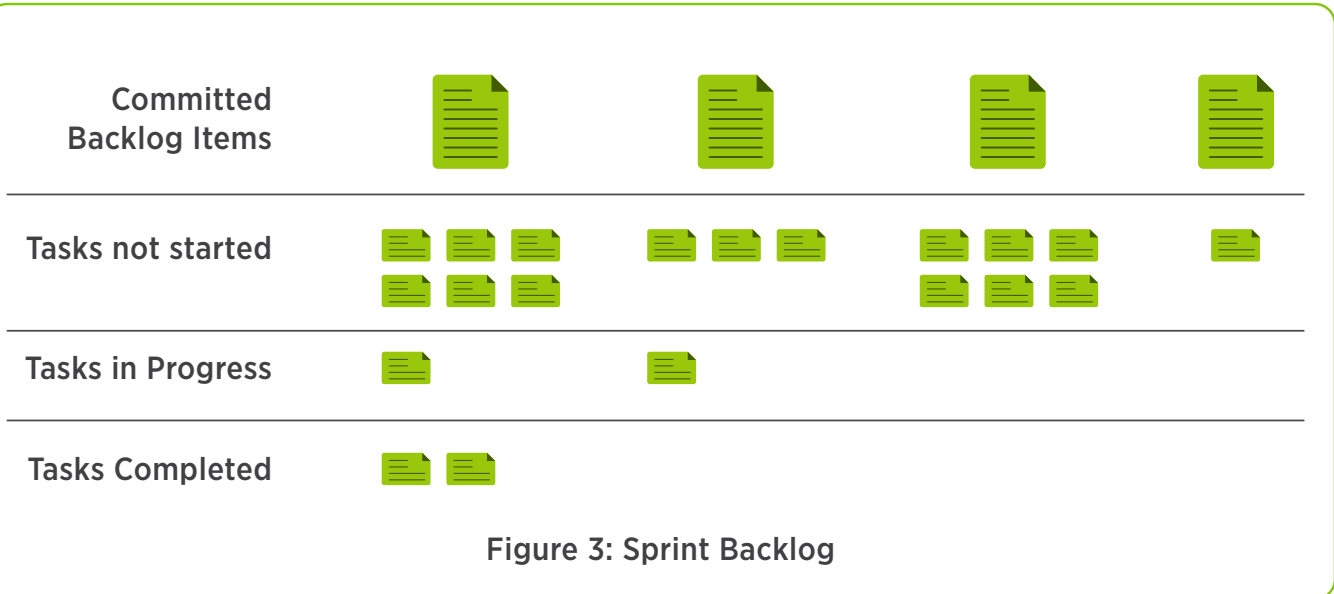 Committed
Backlog Items
Tasks not started
Tasks in Progress
Tasks Completed
Figure 3: Sprint Backlog